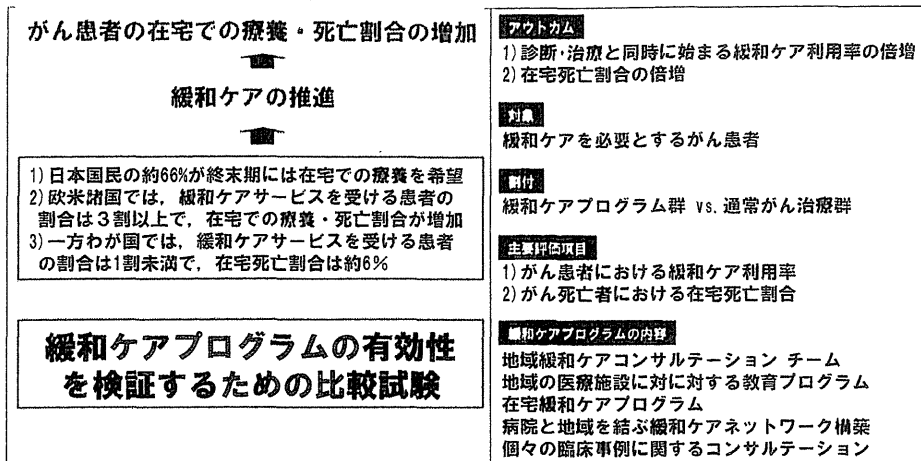 がん患者の在宅での療養・死亡割合の増加
緩和ケアの推進
1)日本国民の約66%が終末期には在宅での療養を希望
2)欧米諸国では，緩和ケアサービスを受ける患者の
割合は3割以上で，在宅での療養・死亡割合が増加
3)一方わが国では，緩和ケアサービスを受ける患者
の割合は1割未満で，在宅死亡割合は約6%
緩和ケアプログラムの有効性
を検証するための比較試験
アウトカム
1)診断・治療と同時に始まる緩和ケア利用率の倍増
2)在宅死亡割合の倍増
対象
緩和ケアを必要とするがん患者
割付
緩和ケアプログラム群 vs. 通常がん治療群
主要評価項目
1)がん患者における緩和ケア利用率
2)がん死亡者における在宅死亡割合
緩和ケアプログラムの内容
地域緩和ケアコンサルテーション チーム
地域の医療施設に対に対する教育プログラム
在宅緩和ケアプログラム
病院と地域を結ぶ緩和ケアネットワーク構築
個々の臨床事例に関するコンサルテーション